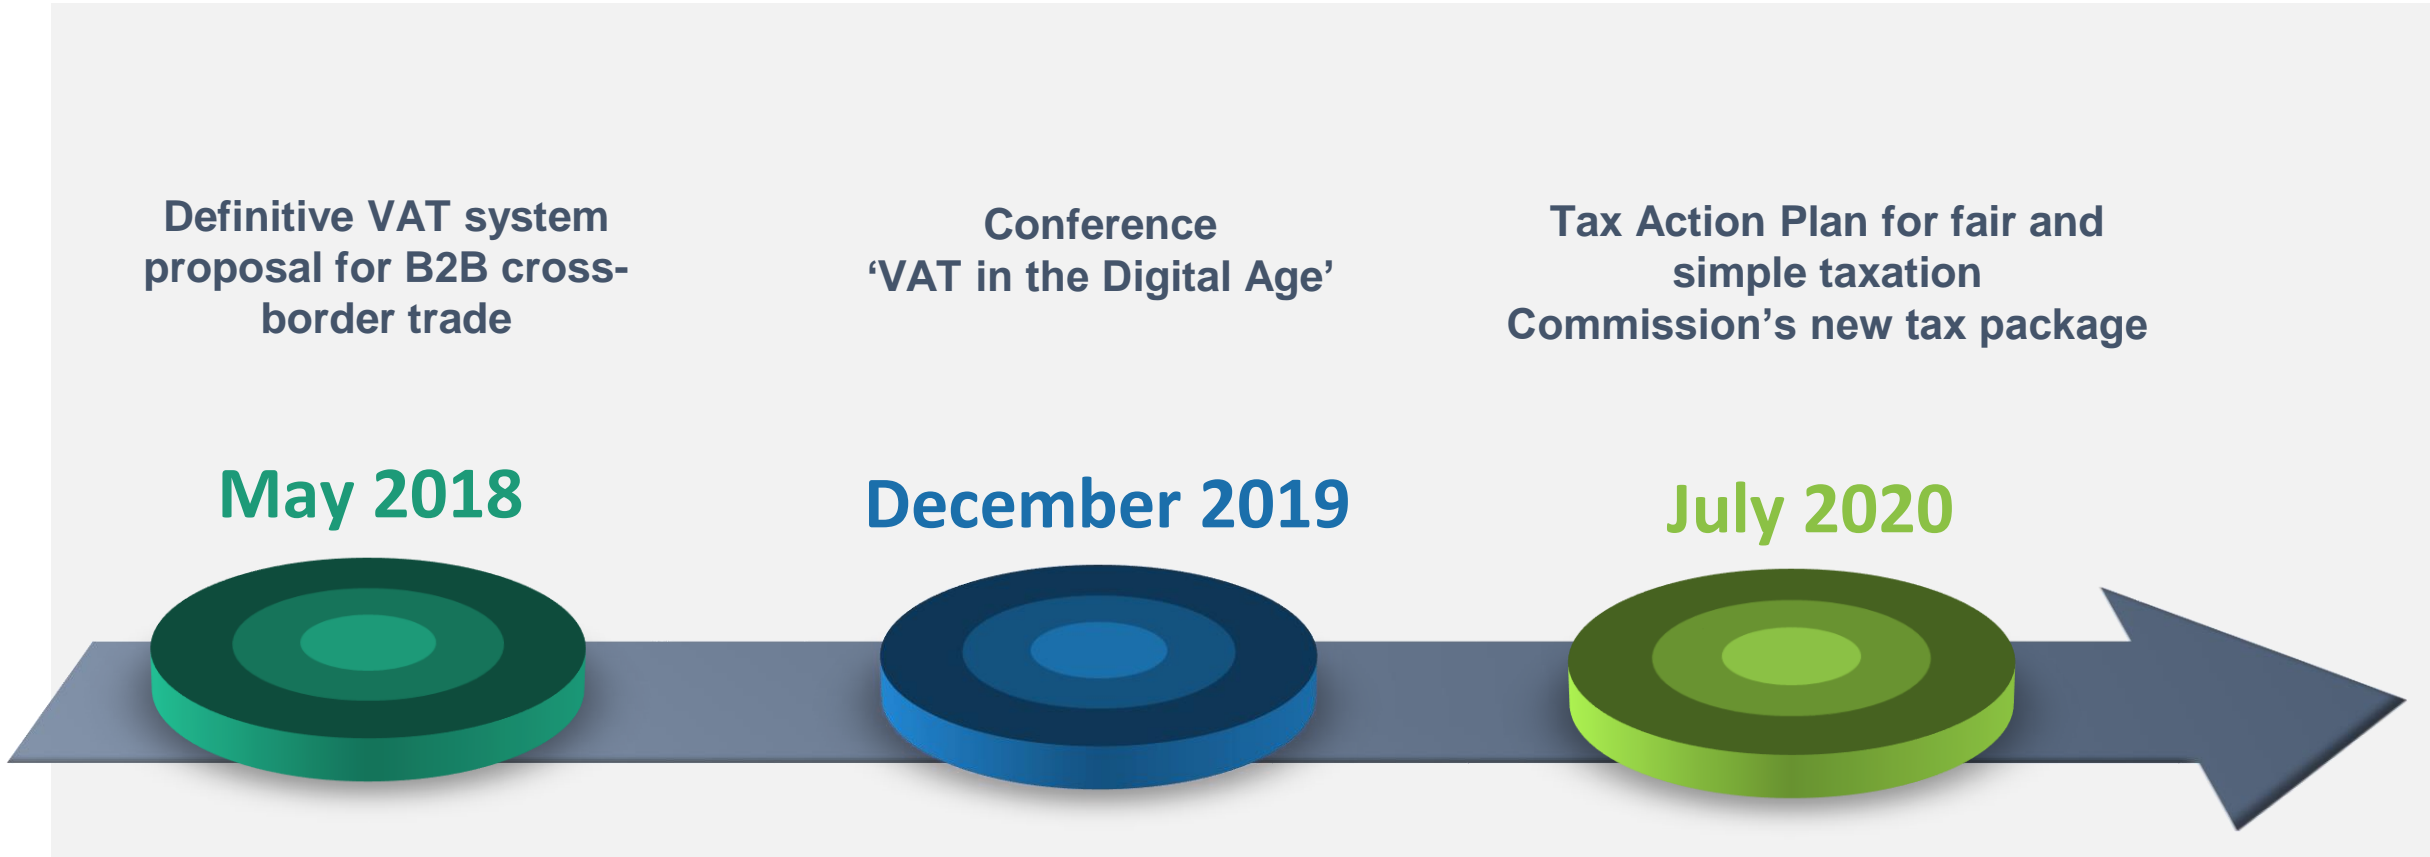 Definitive VAT system
proposal for B2B cross-
border trade
May 2018
Conference
‘VAT in the Digital Age’
December 2019
Tax Action Plan for fair and
simple taxation
Commission’s new tax package
July 2020